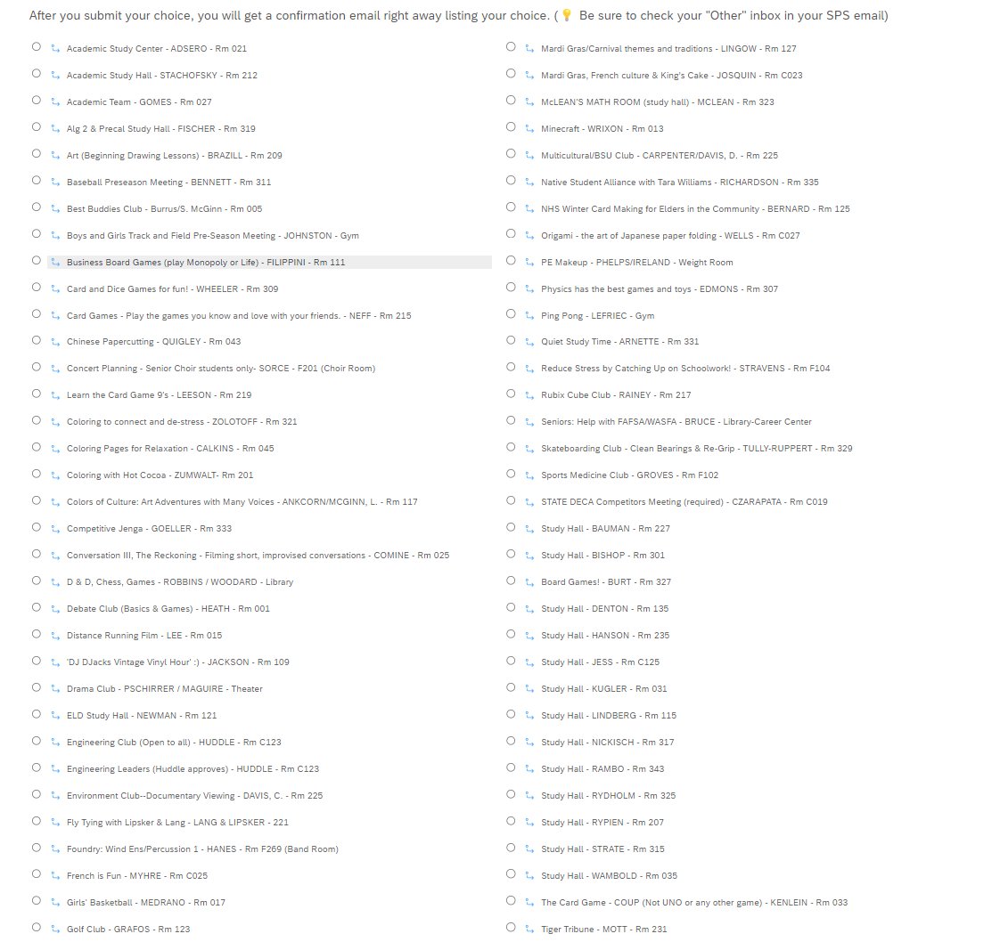 After you submit your choice, you will get a confirmation email right away listing your choice. (💡 Be sure to check your "Other" inbox in your SPS email)
Academic Study Center - ADSERO - Rm 021
Academic Study Hall - STACHOFSKY - Rm 212
Academic Team - GOMES - Rm 027
Alg 2 & Precal Study Hall - FISCHER - Rm 319
Art (Beginning Drawing Lessons) - BRAZILL - Rm 209
Baseball Preseason Meeting - BENNETT - Rm 311
Best Buddies Club - Burrus/S. McGinn - Rm 005
Boys and Girls Track and Field Pre-Season Meeting - JOHNSTON - Gym
Business Board Games (play Monopoly or Life) - FILIPPINI - Rm 111
Card and Dice Games for fun! - WHEELER - Rm 309
Card Games - Play the games you know and love with your friends. - NEFF - Rm 215
Chinese Papercutting - QUIGLEY - Rm 043
Concert Planning - Senior Choir students only- SORCE - F201 (Choir Room)
Learn the Card Game 9's - LEESON - Rm 219
Coloring to connect and de-stress - ZOLOTOFF - Rm 321
Coloring Pages for Relaxation - CALKINS - Rm 045
Coloring with Hot Cocoa - ZUMWALT- Rm 201
Colors of Culture: Art Adventures with Many Voices - ANKCORN/MCGINN, L. - Rm 117
Competitive Jenga - GOELLER - Rm 333
Conversation III, The Reckoning - Filming short, improvised conversations - COMINE - Rm 025
D & D, Chess, Games - ROBBINS / WOODARD - Library
Debate Club (Basics & Games) - HEATH - Rm 001
Distance Running Film - LEE - Rm 015
'DJ DJacks Vintage Vinyl Hour' :) - JACKSON - Rm 109
Drama Club - PSCHIRRER / MAGUIRE - Theater
ELD Study Hall - NEWMAN - Rm 121
Engineering Club (Open to all) - HUDDLE - Rm C123
Engineering Leaders (Huddle approves) - HUDDLE - Rm C123
Environment Club--Documentary Viewing - DAVIS, C. - Rm 225
Fly Tying with Lipsker & Lang - LANG & LIPSKER - 221
Foundry: Wind Ens/Percussion 1 - HANES - Rm F269 (Band Room)
French is Fun - MYHRE - Rm C025
Girls' Basketball - MEDRANO - Rm 017
Golf Club - GRAFOS - Rm 123
Mardi Gras/Carnival themes and traditions - LINGOW - Rm 127
Mardi Gras, French culture & King's Cake - JOSQUIN - Rm C023
McLEAN'S MATH ROOM (study hall) - MCLEAN - Rm 323
Minecraft - WRIXON - Rm 013
Multicultural/BSU Club - CARPENTER/DAVIS, D. - Rm 225
Native Student Alliance with Tara Williams - RICHARDSON - Rm 335
NHS Winter Card Making for Elders in the Community - BERNARD - Rm 125
Origami - the art of Japanese paper folding - WELLS - Rm C027
PE Makeup - PHELPS/IRELAND - Weight Room
Physics has the best games and toys - EDMONS - Rm 307
Ping Pong - LEFRIEC - Gym
Quiet Study Time - ARNETTE - Rm 331
Reduce Stress by Catching Up on Schoolwork! - STRAVENS - Rm F104
Rubix Cube Club - RAINEY - Rm 217
Seniors: Help with FAFSA/WASFA - BRUCE - Library-Career Center
Skateboarding Club - Clean Bearings & Re-Grip - TULLY-RUPPERT - Rm 329
Sports Medicine Club - GROVES - Rm F102
STATE DECA Competitors Meeting (required) - CZARAPATA - Rm C019
Study Hall - BAUMAN - Rm 227
Study Hall - BISHOP - Rm 301
Board Games! - BURT - Rm 327
Study Hall - DENTON - Rm 135
Study Hall - HANSON - Rm 235
Study Hall - JESS - Rm C125
Study Hall - KUGLER - Rm 031
Study Hall - LINDBERG - Rm 115
Study Hall - NICKISCH - Rm 317
Study Hall - RAMBO - Rm 343
Study Hall - RYDHOLM - Rm 325
Study Hall - RYPIEN - Rm 207
Study Hall - STRATE - Rm 315
Study Hall - WAMBOLD - Rm 035
The Card Game - COUP (Not UNO or any other game) - KENLEIN - Rm 033
Tiger Tribune - MOTT - Rm 231